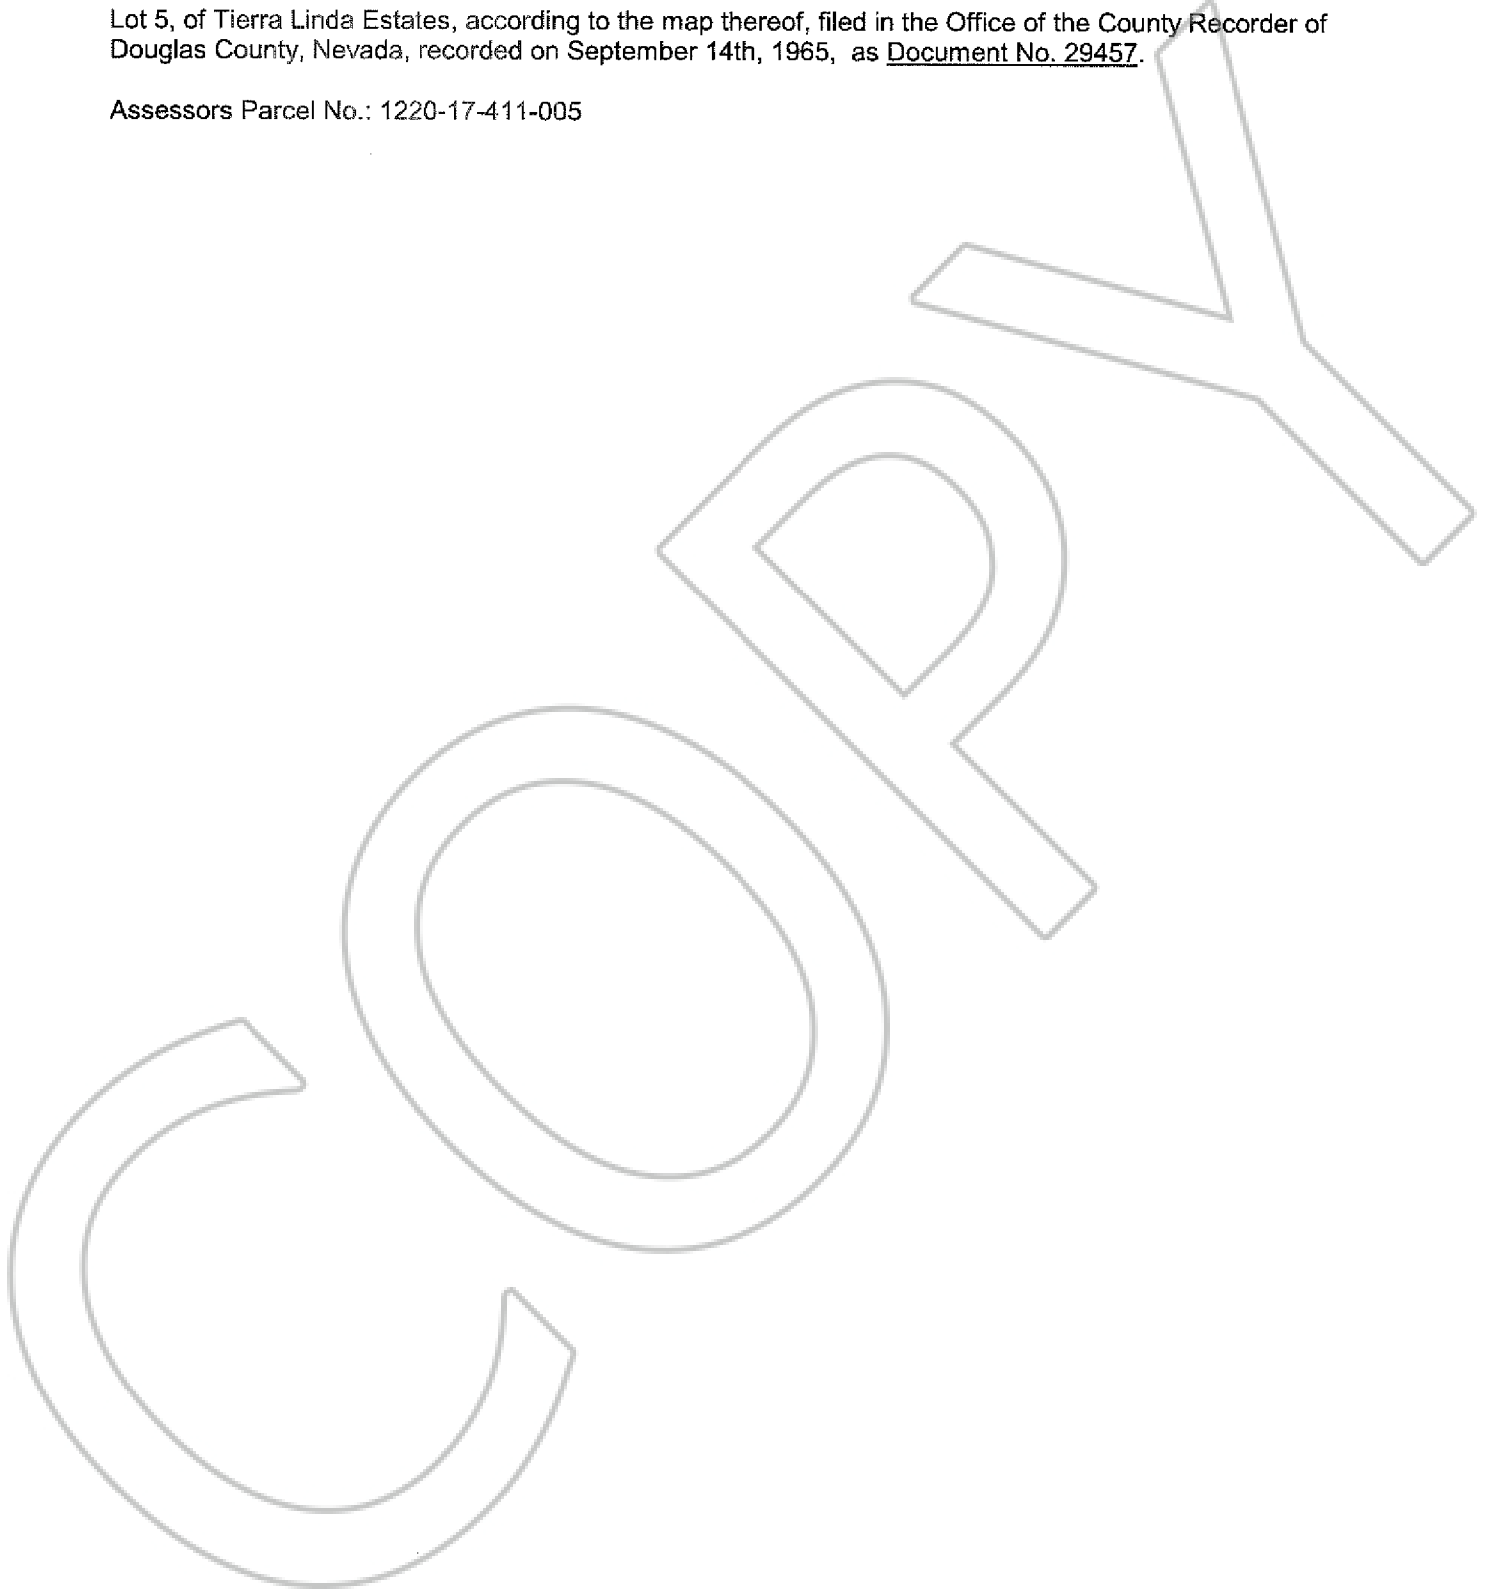 Lot 5, of Tierra Linda Estates, according to the map thereof, filed in the Office of the County Recorder of
Douglas County, Nevada, recorded on September 14th, 1965,  as Document No. 29457.
Assessors Parcel No.: 1220-17-411-005
COPY